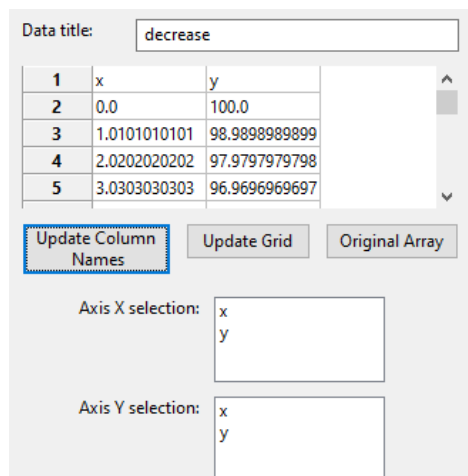 Data title: decrease
1 x y
2 0.0 100.0
3 1.0101010101 98.9898989899
4 2.0202020202 97.9797979798
5 3.0303030303 96.9696969697
Update Column
Names
Update Grid
Original Array
Axis X selection: x
y
Axis Y selection: x
y